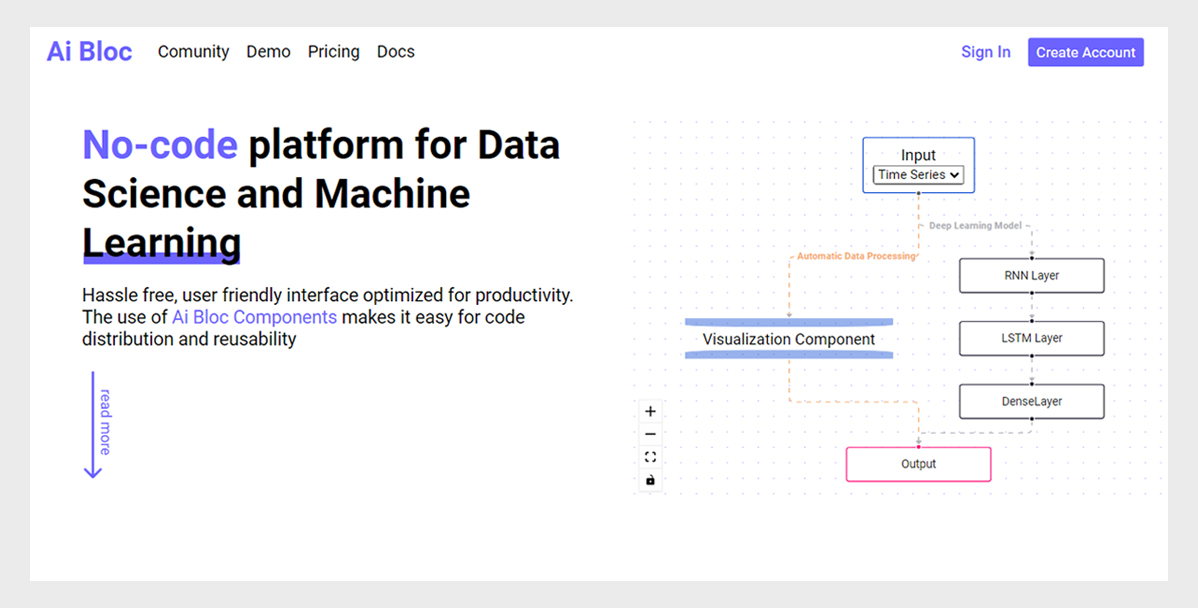 Ai Bloc Comunity Demo Pricing Docs Sign In Create Account
No-code platform for Data
Science and Machine
Learning
Hassle free, user friendly interface optimized for productivity.
The use of Ai Bloc Components makes it easy for code
distribution and reusability
read more
Input
Time Series
Deep Learning Model
Automatic Data Processing
RNN Layer
Visualization Component
LSTM Layer
DenseLayer
Output